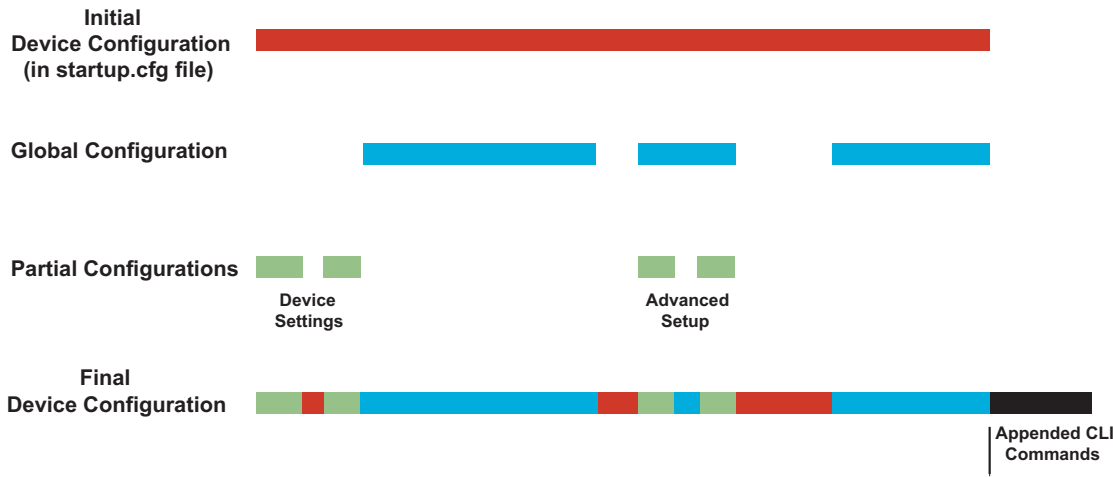 Initial
Device Configuration
(in startup.cfg file)
Global Configuration
Partial Configurations
Device
Settings
Advanced
Setup
Final
Device Configuration
Appended CLI
Commands